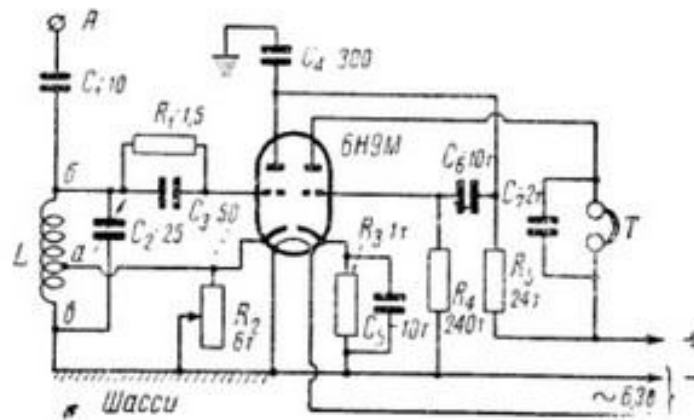 А
C₁ 10
C₄ 300
R₁ 1,5
6Н9М
б
C₆ 10т
C₇ 2т
L
a
C₂ 25
C₃ 50
R₃ 1т
Т
в
R₂
6т
C₅ 10т
R₄
240т
R₅
24т
+
Шасси
~6,3в
-